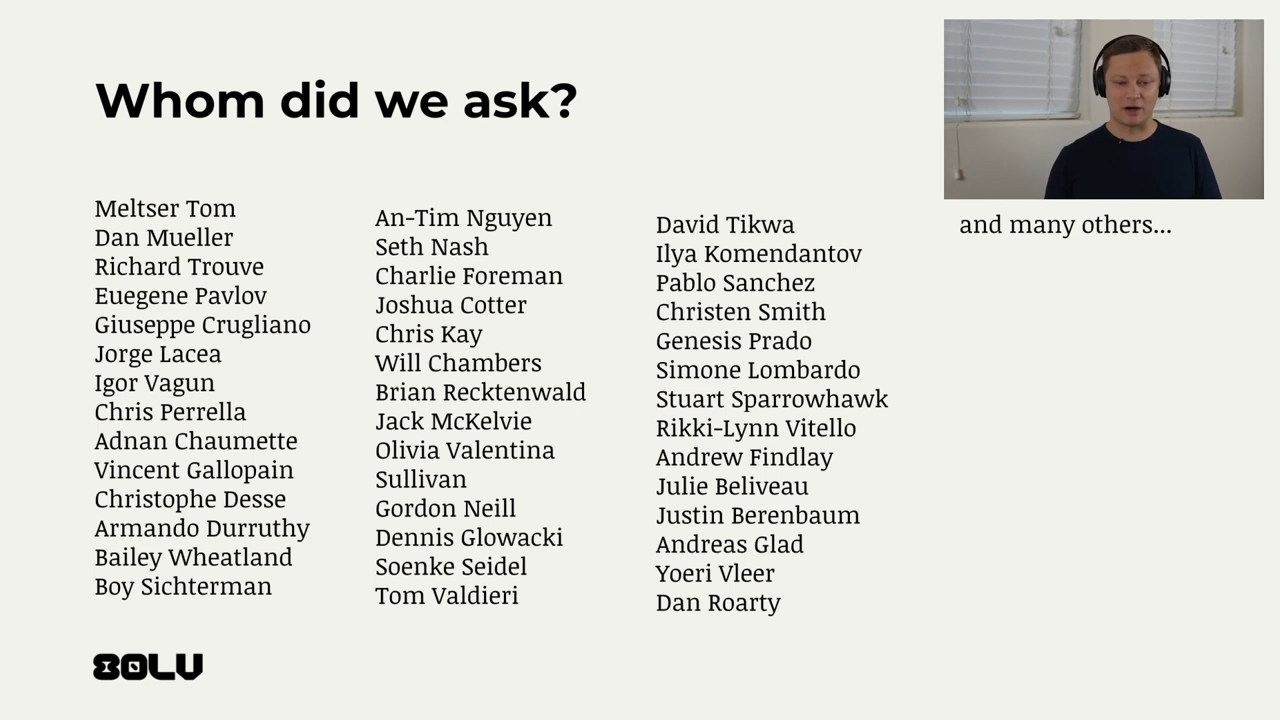 Whom did we ask?
Meltser Tom
Dan Mueller
Richard Trouve
Euegene Pavlov
Giuseppe Crugliano
Jorge Lacea
Igor Vagun
Chris Perrella
Adnan Chaumette
Vincent Gallopain
Christophe Desse
Armando Durruthy
Bailey Wheatland
Boy Sichterman
An-Tim Nguyen
Seth Nash
Charlie Foreman
Joshua Cotter
Chris Kay
Will Chambers
Brian Recktenwald
Jack McKelvie
Olivia Valentina
Sullivan
Gordon Neill
Dennis Glowacki
Soenke Seidel
Tom Valdieri
David Tikwa
Ilya Komendantov
Pablo Sanchez
Christen Smith
Genesis Prado
Simone Lombardo
Stuart Sparrowhawk
Rikki-Lynn Vitello
Andrew Findlay
Julie Beliveau
Justin Berenbaum
Andreas Glad
Yoeri Vleer
Dan Roarty
and many others...
80LV